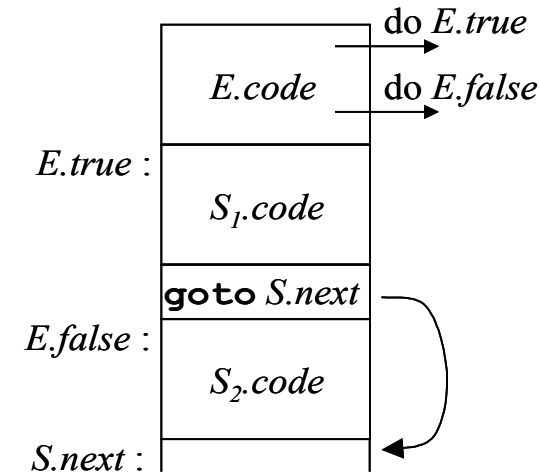 do E.true
E.code
do E.false
E.true :
S₁.code
goto S.next
E.false :
S₂.code
S.next :